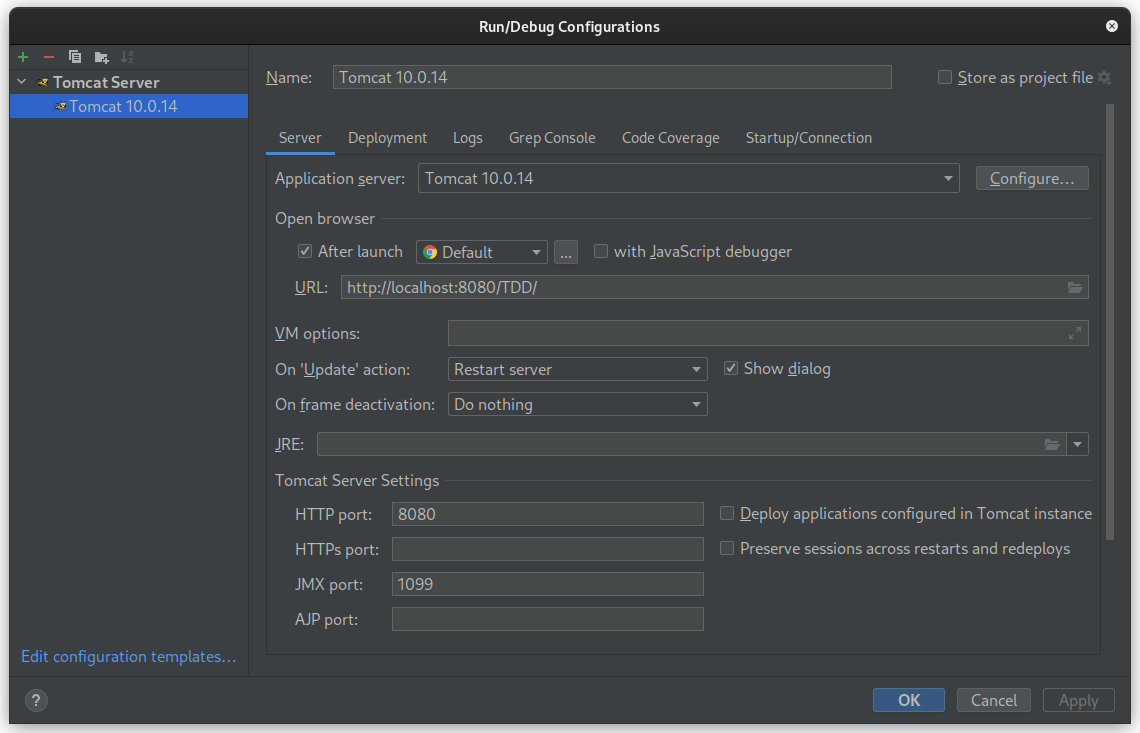 Run/Debug Configurations
Tomcat Server
Tomcat 10.0.14
Name: Tomcat 10.0.14 Store as project file
Server Deployment Logs Grep Console Code Coverage Startup/Connection
Application server: Tomcat 10.0.14 Configure...
Open browser
After launch Default ... with JavaScript debugger
URL: http://localhost:8080/TDD/
VM options:
On 'Update' action: Restart server Show dialog
On frame deactivation: Do nothing
JRE:
Tomcat Server Settings
HTTP port: 8080 Deploy applications configured in Tomcat instance
HTTPs port: Preserve sessions across restarts and redeploys
JMX port: 1099
AJP port:
Edit configuration templates...
? OK Cancel Apply